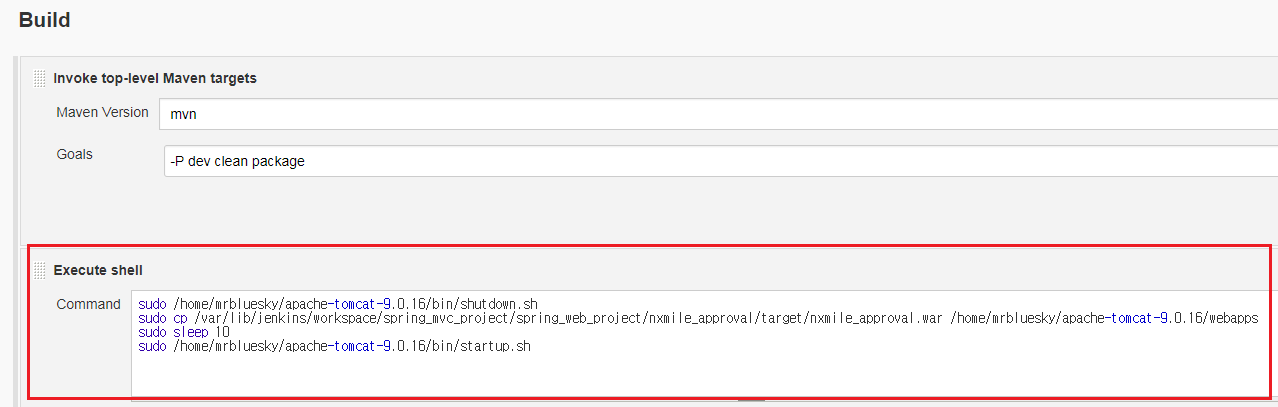 Build
Invoke top-level Maven targets
Maven Version mvn
Goals -P dev clean package
Execute shell
Command
sudo /home/mrbluesky/apache-tomcat-9.0.16/bin/shutdown.sh
sudo cp /var/lib/jenkins/workspace/spring_mvc_project/spring_web_project/nxmile_approval/target/nxmile_approval.war /home/mrbluesky/apache-tomcat-9.0.16/webapps
sudo sleep 10
sudo /home/mrbluesky/apache-tomcat-9.0.16/bin/startup.sh